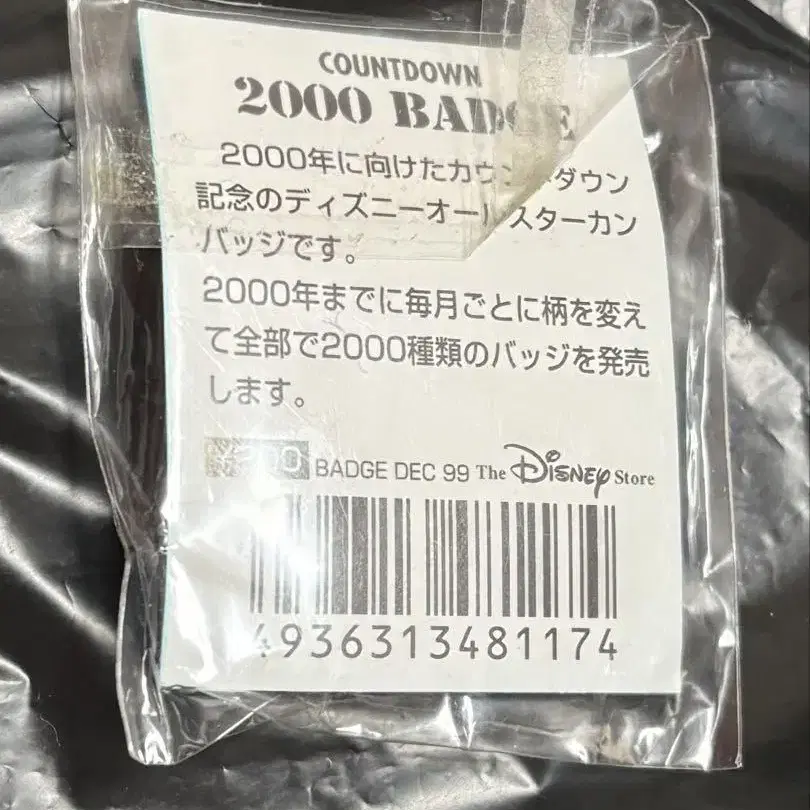 COUNTDOWN
2000 BADGE
2000年に向けたカウントダウン
記念のディズニーオールスターカン
バッジです。
2000年までに毎月ごとに柄を変え
て全部で2000種類のバッジを発売
します。
BADGE DEC 99 The Disney Store
4936313481174